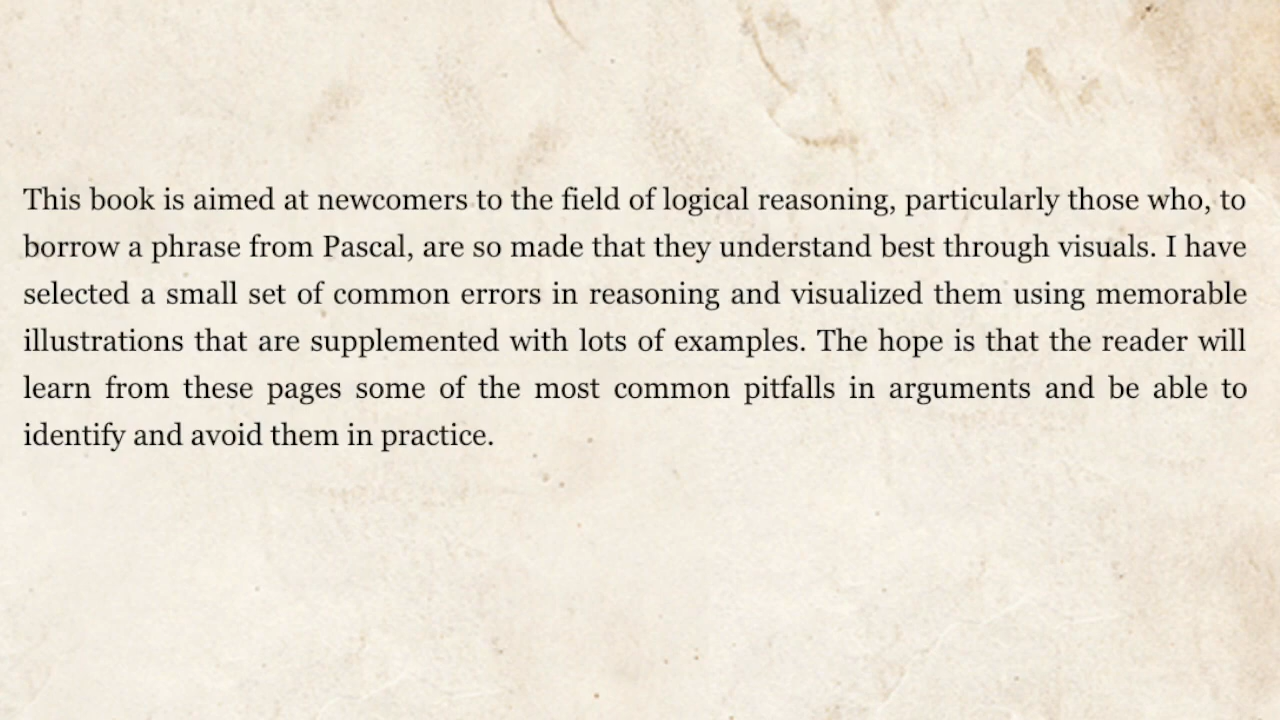 This book is aimed at newcomers to the field of logical reasoning, particularly those who, to
borrow a phrase from Pascal, are so made that they understand best through visuals. I have
selected a small set of common errors in reasoning and visualized them using memorable
illustrations that are supplemented with lots of examples. The hope is that the reader will
learn from these pages some of the most common pitfalls in arguments and be able to
identify and avoid them in practice.